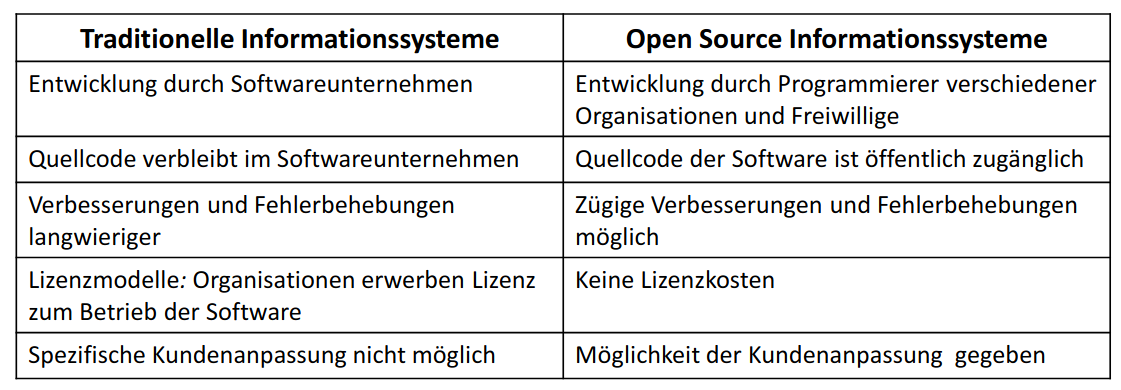 Traditionelle Informationssysteme
Open Source Informationssysteme
Entwicklung durch Softwareunternehmen
Entwicklung durch Programmierer verschiedener
Organisationen und Freiwillige
Quellcode verbleibt im Softwareunternehmen
Quellcode der Software ist öffentlich zugänglich
Verbesserungen und Fehlerbehebungen
langwieriger
Zügige Verbesserungen und Fehlerbehebungen
möglich
Lizenzmodelle: Organisationen erwerben Lizenz
zum Betrieb der Software
Keine Lizenzkosten
Spezifische Kundenanpassung nicht möglich
Möglichkeit der Kundenanpassung  gegeben